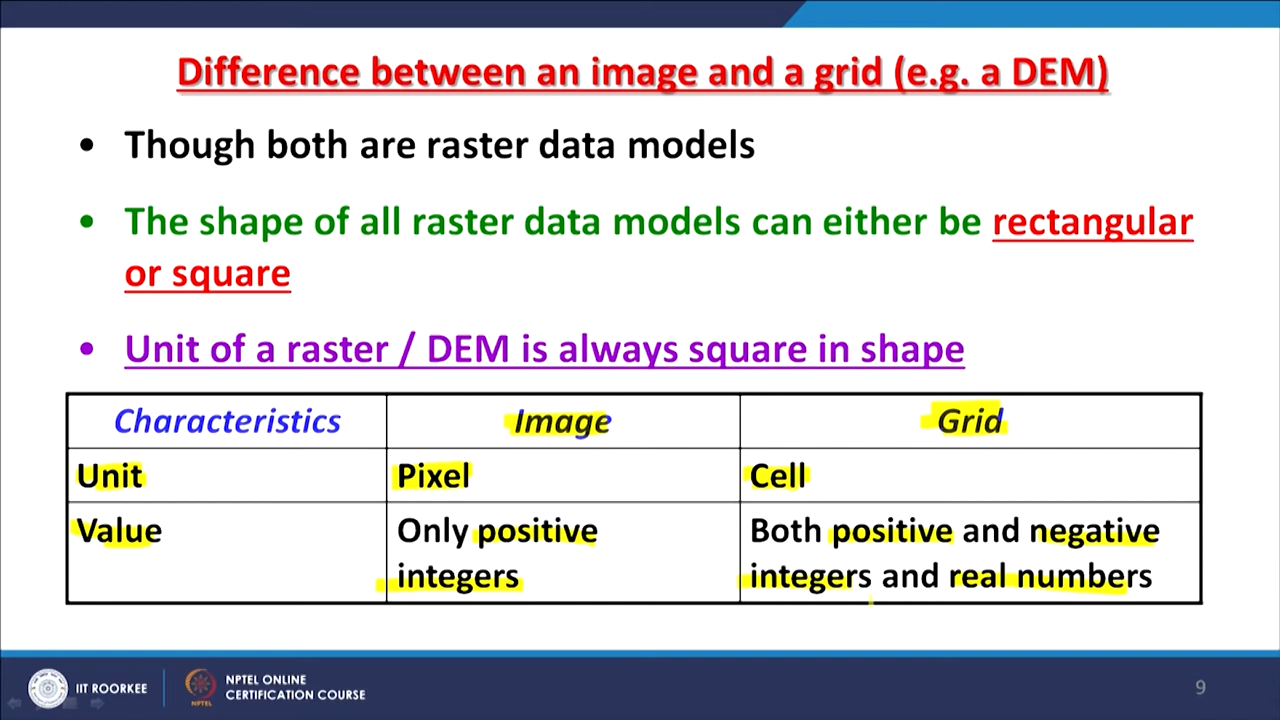 Difference between an image and a grid (e.g. a DEM)
• Though both are raster data models
• The shape of all raster data models can either be rectangular
or square
• Unit of a raster / DEM is always square in shape
Characteristics Image Grid
Unit Pixel Cell
Value Only positive Both positive and negative
integers integers and real numbers
IIT ROORKEE
NPTEL
NPTEL ONLINE
CERTIFICATION COURSE
9